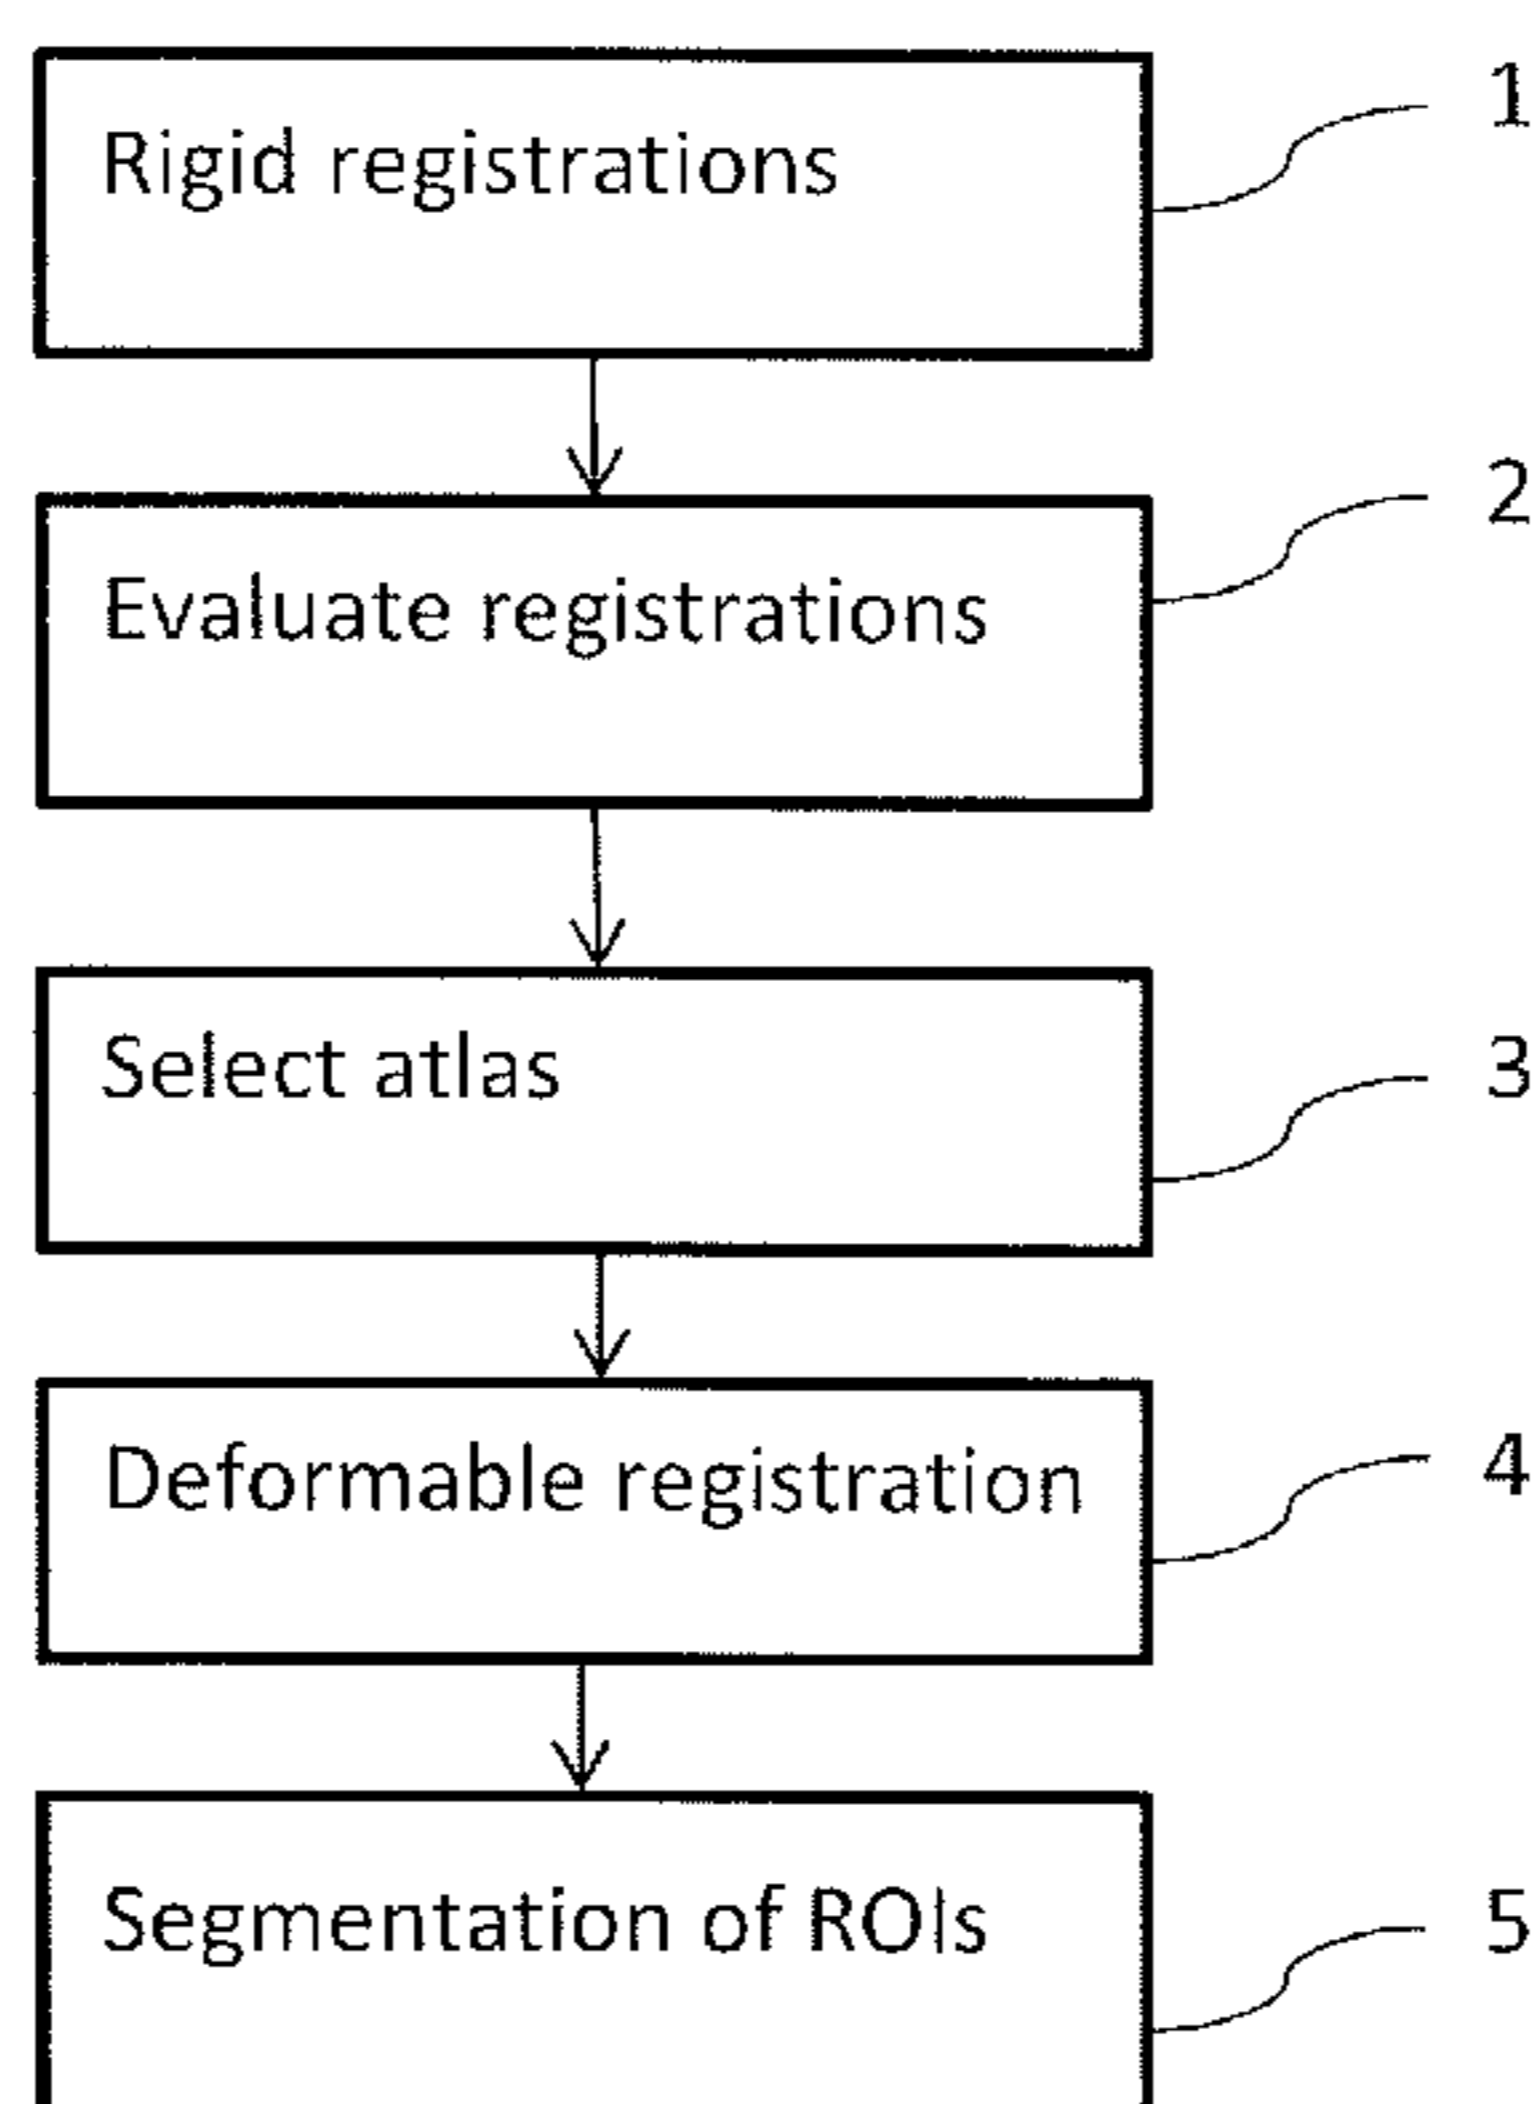 Rigid registrations
1
Evaluate registrations
2
Select atlas
3
Deformable registration
4
Segmentation of ROIs
5